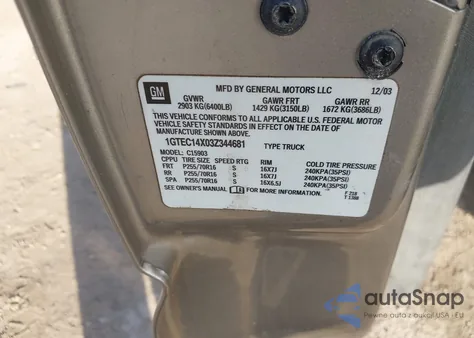 GM
MFD BY GENERAL MOTORS LLC 12/03
GVWR GAWR FRT GAWR RR
2903 KG(6400LB) 1429 KG(3150LB) 1672 KG(3686LB)
THIS VEHICLE CONFORMS TO ALL APPLICABLE U.S. FEDERAL MOTOR
VEHICLE SAFETY STANDARDS IN EFFECT ON THE DATE OF
MANUFACTURE SHOWN ABOVE.
1GTEC14X03Z344681 TYPE TRUCK
MODEL: C15903
CPPU TIRE SIZE SPEED RTG RIM COLD TIRE PRESSURE
FRT P255/70R16 S 16X7J 240KPA(35PSI)
RR P255/70R16 S 16X7J 240KPA(35PSI)
SPA P255/70R16 S 16X6.5J 240KPA(35PSI)
SEE OWNER'S MANUAL FOR MORE INFORMATION
autoSnap
Pewne auto z USA i EU